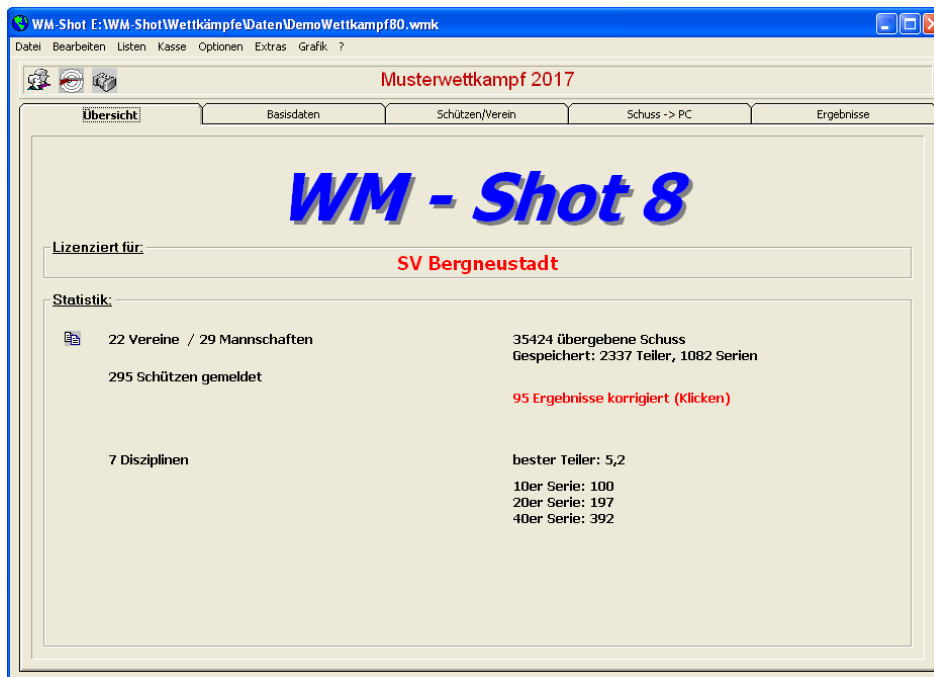 WM-Shot E:\WM-Shot\Wettkämpfe\Daten\DemoWettkampf80.wmk
Datei Bearbeiten Listen Kasse Optionen Extras Grafik ?
Musterwettkampf 2017
Übersicht Basisdaten Schützen/Verein Schuss -> PC Ergebnisse
WM - Shot 8
Lizenziert für:
SV Bergneustadt
Statistik:
22 Vereine / 29 Mannschaften
295 Schützen gemeldet
7 Disziplinen
35424 übergebene Schuss
Gespeichert: 2337 Teiler, 1082 Serien
95 Ergebnisse korrigiert (Klicken)
bester Teiler: 5,2
10er Serie: 100
20er Serie: 197
40er Serie: 392